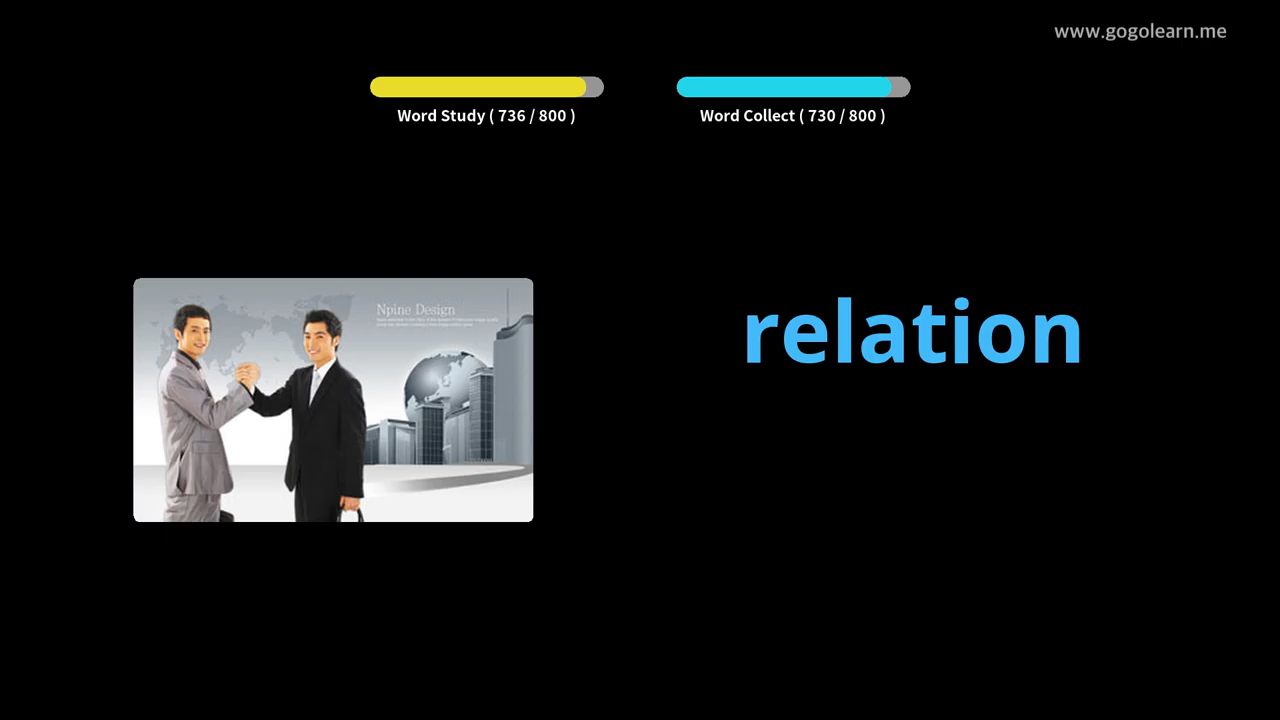 www.gogolearn.me
Word Study ( 736 / 800 )
Word Collect ( 730 / 800 )
Npine Design
relation